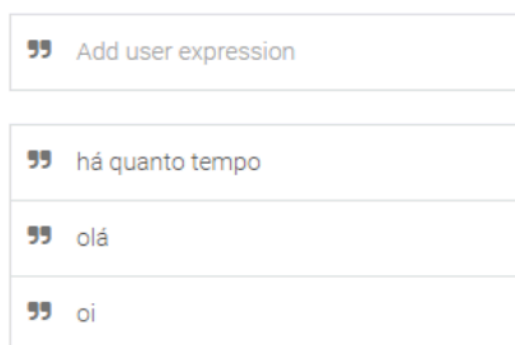 Add user expression
há quanto tempo
olá
oi